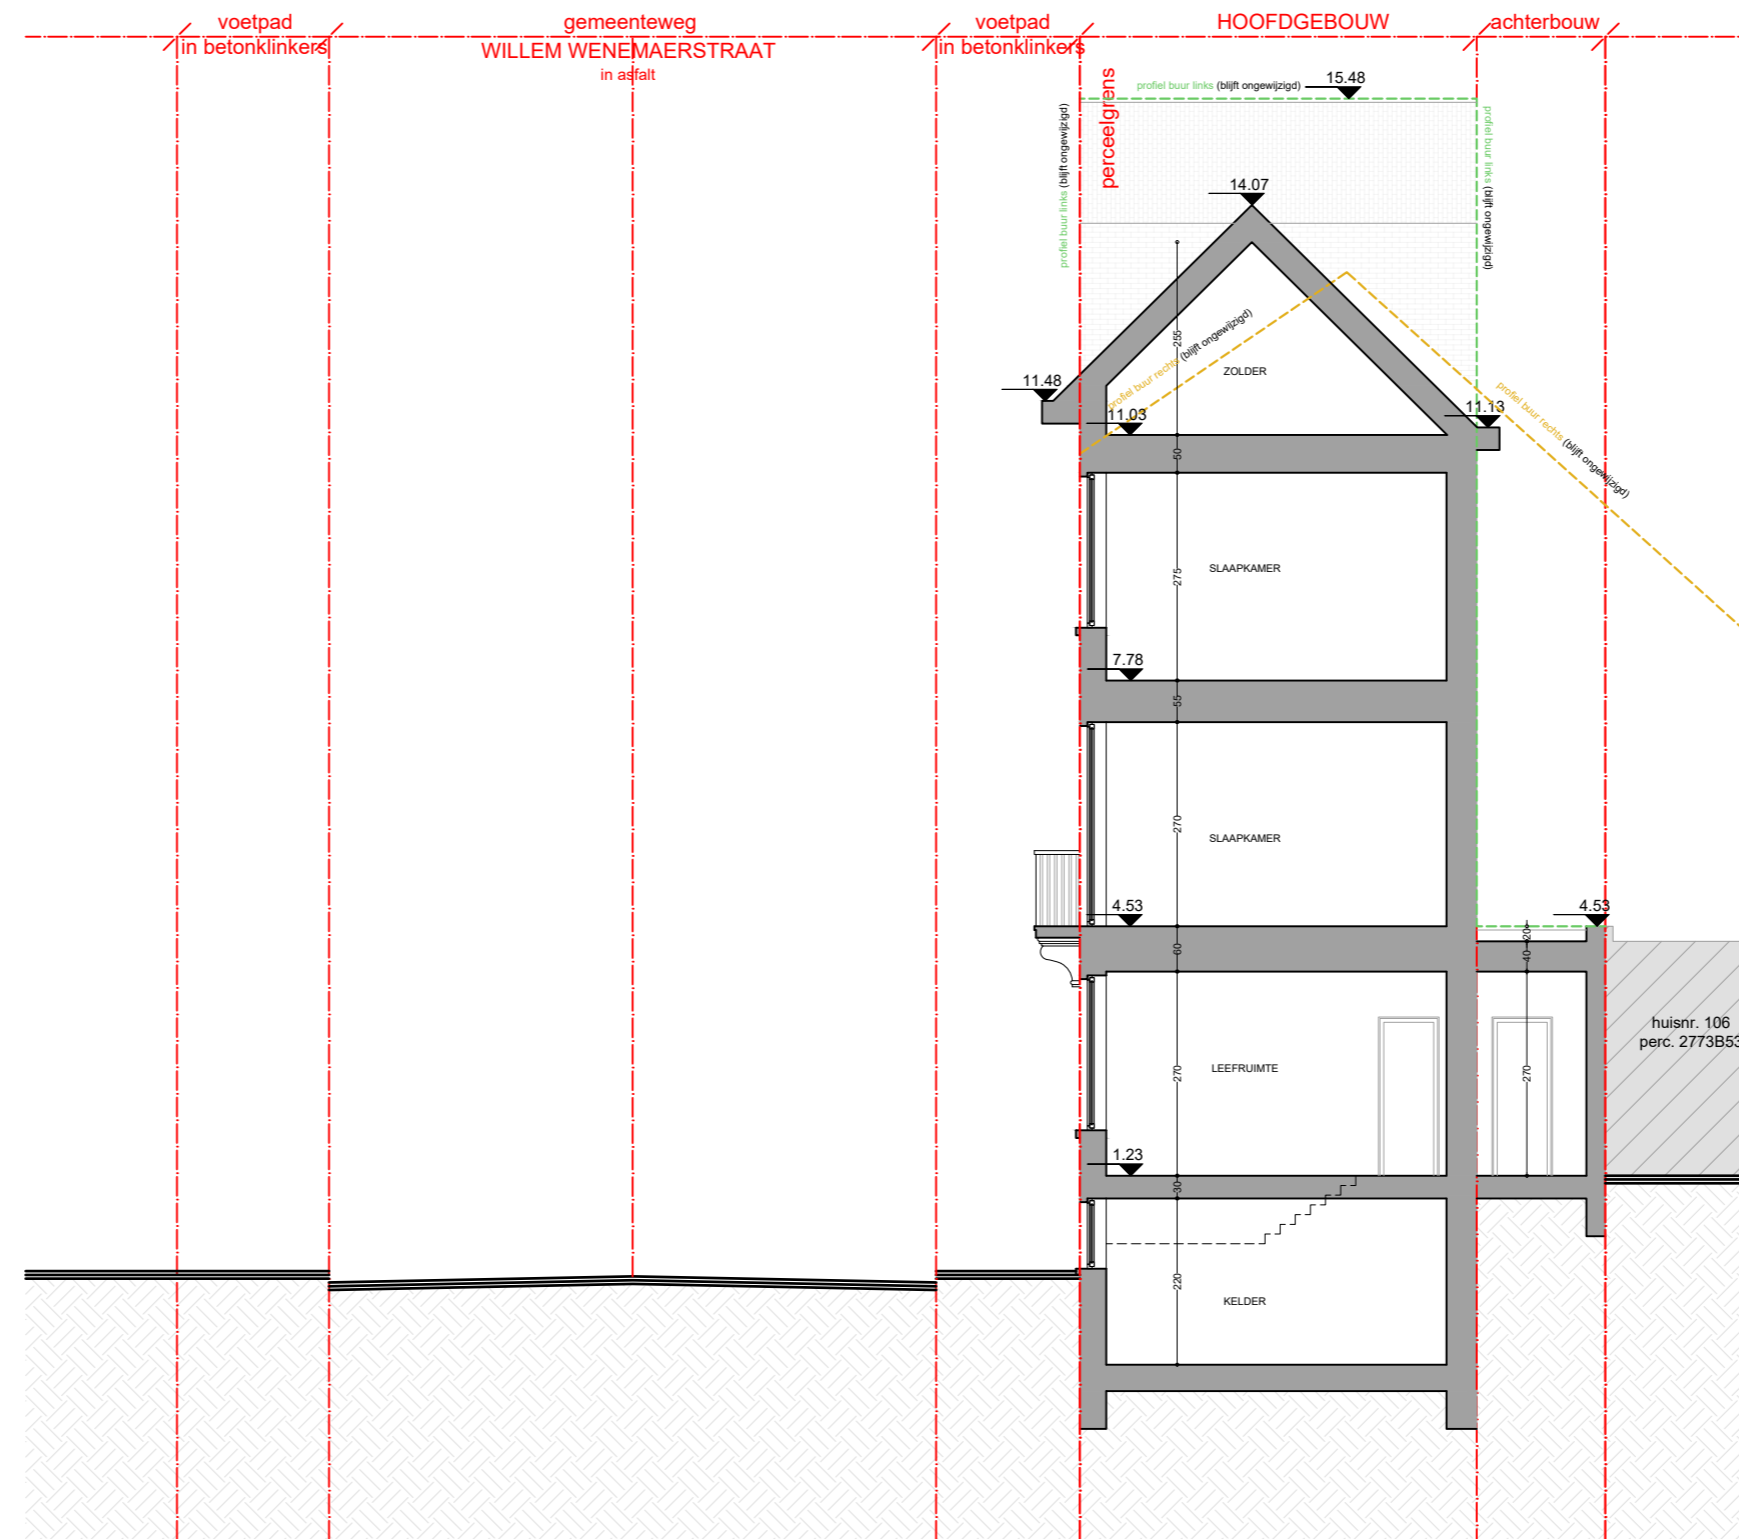 voetpad
in betonklinkers
gemeenteweg
WILLEM WENEMAERSTRAAT
in asfalt
voetpad
in betonklinkers
HOOFDGEBOUW
achterbouw
perceelgrens
profiel buur links (blijft ongewijzigd)
15.48
profiel buur links (blijft ongewijzigd)
profiel buur links (blijft ongewijzigd)
14.07
255
profiel buur rechts (blijft ongewijzigd)
ZOLDER
11.48
11.03
11.13
profiel buur rechts (blijft ongewijzigd)
50
SLAAPKAMER
275
7.78
55
270
SLAAPKAMER
4.53
4.53
60
20
40
huisnr. 106
perc. 2773B53
LEEFRUIMTE
270
270
1.23
30
220
KELDER